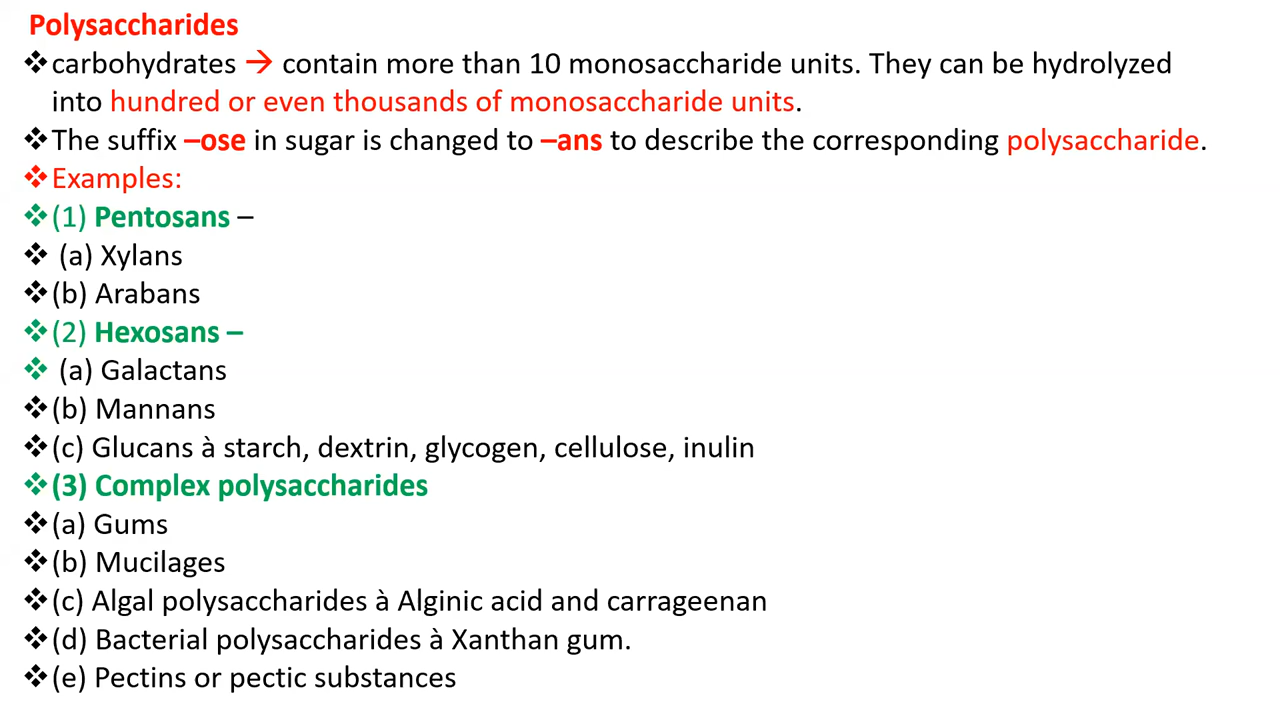 Polysaccharides
❖carbohydrates → contain more than 10 monosaccharide units. They can be hydrolyzed
into hundred or even thousands of monosaccharide units.
❖The suffix –ose in sugar is changed to –ans to describe the corresponding polysaccharide.
❖Examples:
❖(1) Pentosans –
❖ (a) Xylans
❖(b) Arabans
❖(2) Hexosans –
❖ (a) Galactans
❖(b) Mannans
❖(c) Glucans à starch, dextrin, glycogen, cellulose, inulin
❖(3) Complex polysaccharides
❖(a) Gums
❖(b) Mucilages
❖(c) Algal polysaccharides à Alginic acid and carrageenan
❖(d) Bacterial polysaccharides à Xanthan gum.
❖(e) Pectins or pectic substances